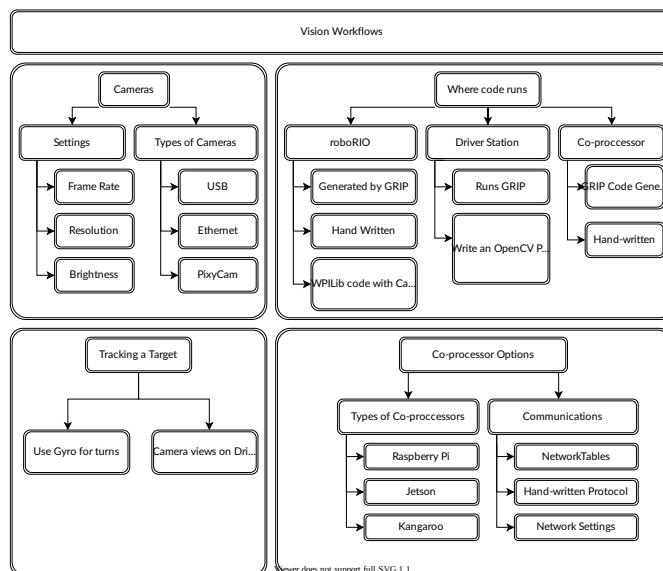 Vision Workflows
Cameras
Settings
Types of Cameras
Frame Rate
USB
Resolution
Ethernet
Brightness
PixyCam
Where code runs
roboRIO
Driver Station
Co-proccessor
Generated by GRIP
Runs GRIP
GRIP Code Gene...
Hand Written
Write an OpenCV P...
Hand-written
WPILib code with Ca...
Tracking a Target
Use Gyro for turns
Camera views on Dri...
Co-processor Options
Types of Co-proccessors
Communications
Raspberry Pi
NetworkTables
Jetson
Hand-written Protocol
Kangaroo
Network Settings
Viewer does not support full SVG 1.1